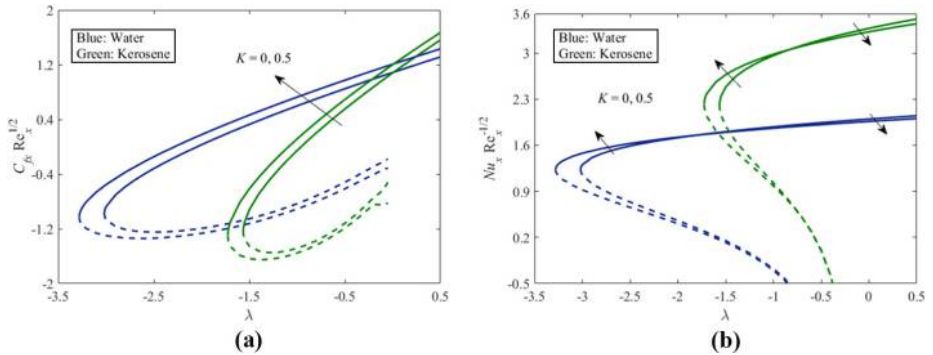 2
1.2
0.4
-0.4
-1.2
-2
C_fx Re_x^1/2
Blue: Water
Green: Kerosene
K = 0, 0.5
-3.5
-2.5
-1.5
-0.5
0.5
λ
(a)
3.6
3
2.3
1.6
0.9
0.2
-0.5
Nu_x Re_x^-1/2
Blue: Water
Green: Kerosene
K = 0, 0.5
-3.5
-3
-2.5
-2
-1.5
-1
-0.5
0
0.5
λ
(b)